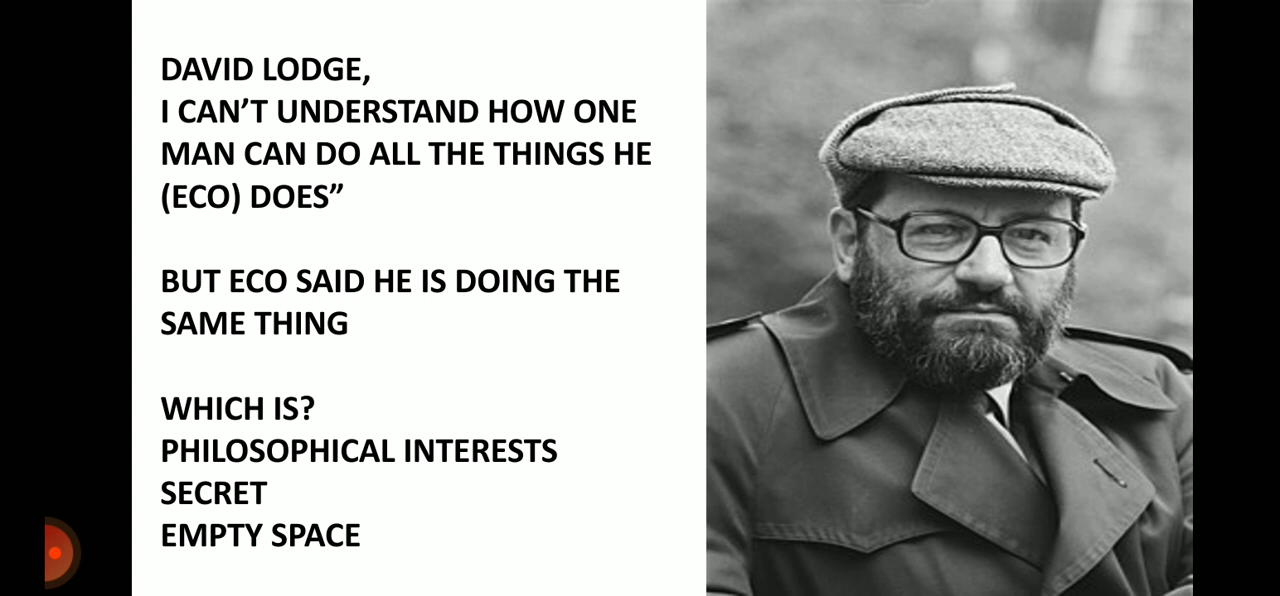 DAVID LODGE,
I CAN’T UNDERSTAND HOW ONE
MAN CAN DO ALL THE THINGS HE
(ECO) DOES”
BUT ECO SAID HE IS DOING THE
SAME THING
WHICH IS?
PHILOSOPHICAL INTERESTS
SECRET
EMPTY SPACE